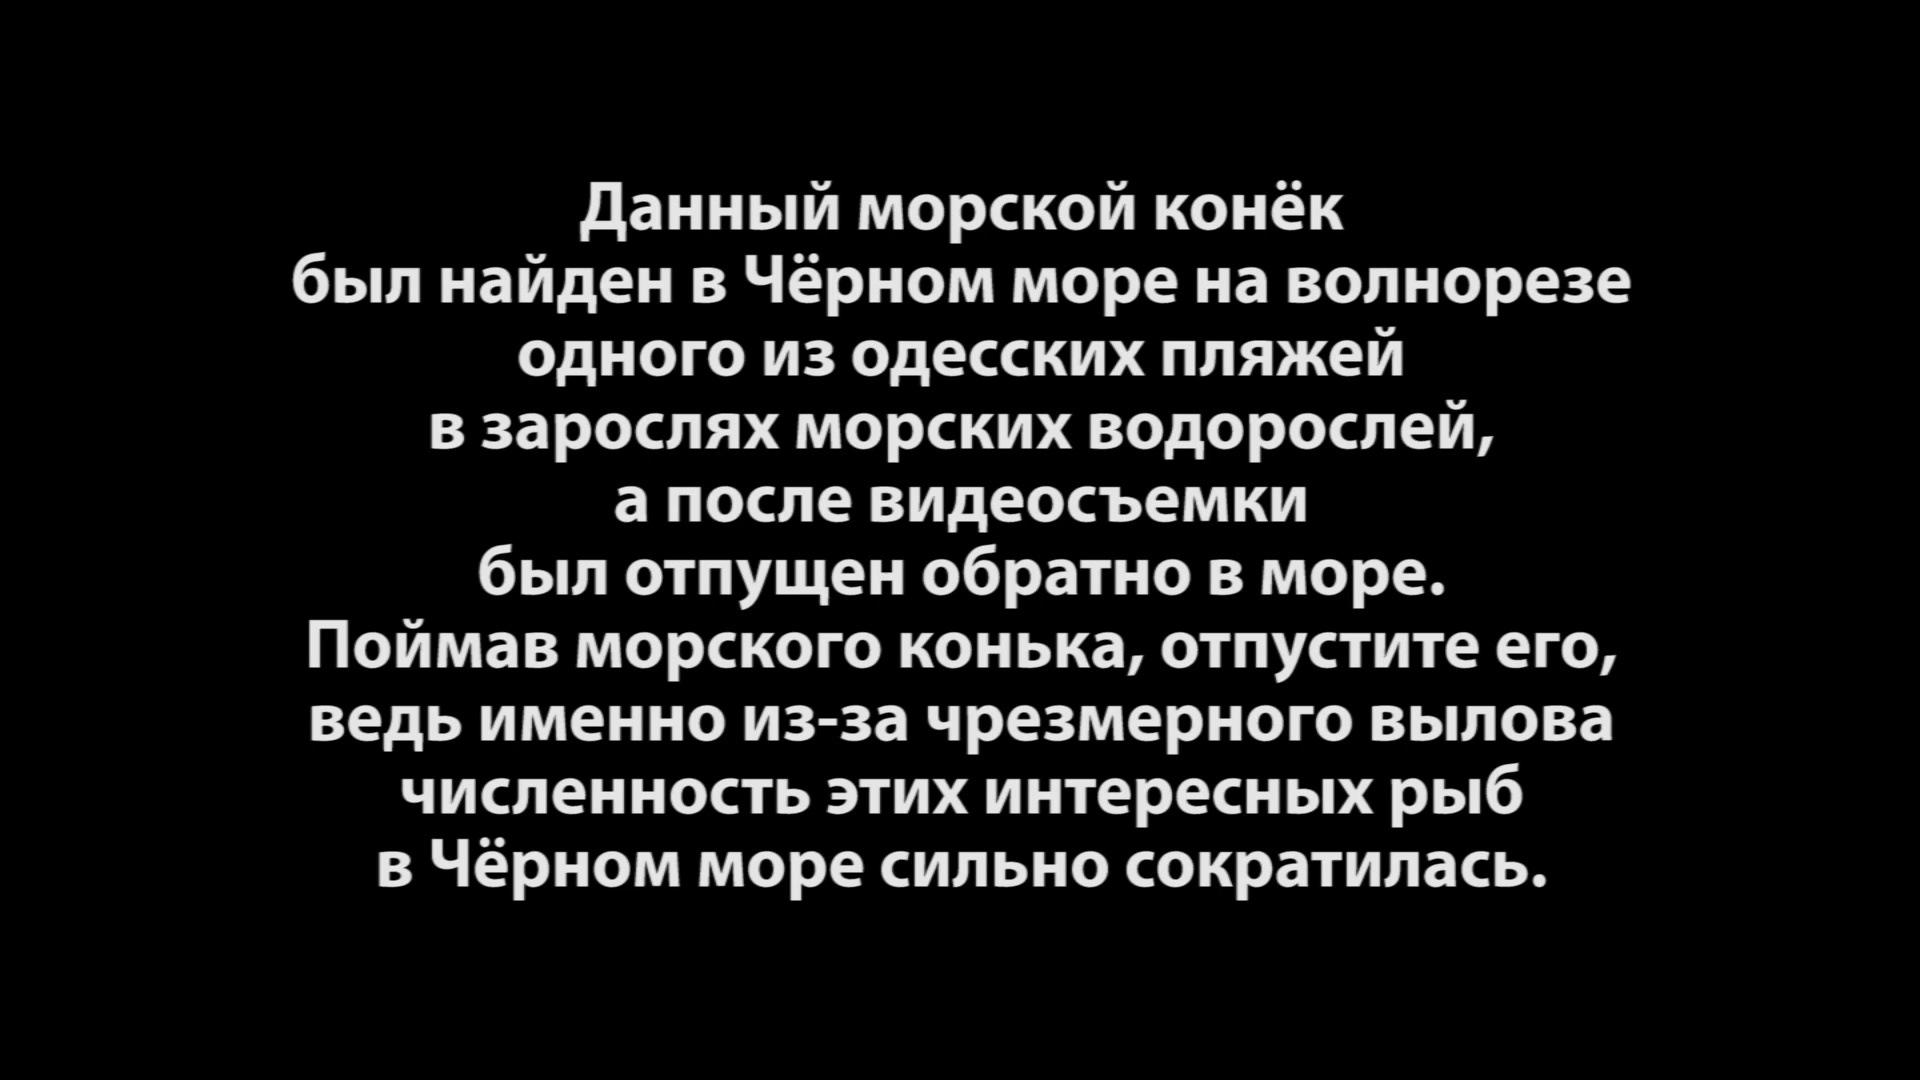 Данный морской конёк
был найден в Чёрном море на волнорезе
одного из одесских пляжей
в зарослях морских водорослей,
а после видеосъемки
был отпущен обратно в море.
Поймав морского конька, отпустите его,
ведь именно из-за чрезмерного вылова
численность этих интересных рыб
в Чёрном море сильно сократилась.